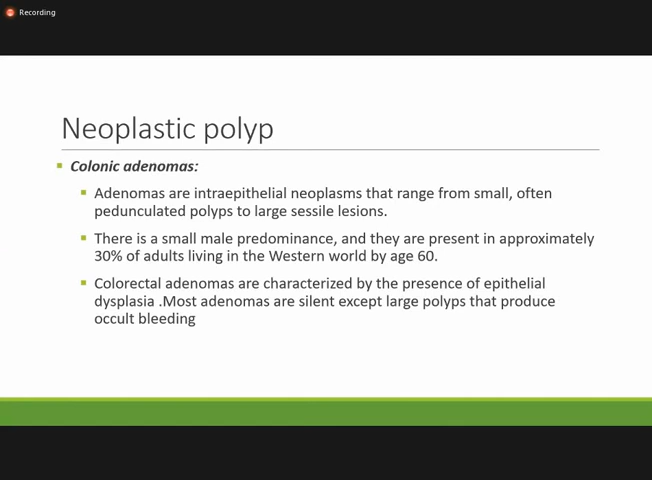 Recording
Neoplastic polyp
Colonic adenomas:
Adenomas are intraepithelial neoplasms that range from small, often
pedunculated polyps to large sessile lesions.
There is a small male predominance, and they are present in approximately
30% of adults living in the Western world by age 60.
Colorectal adenomas are characterized by the presence of epithelial
dysplasia .Most adenomas are silent except large polyps that produce
occult bleeding